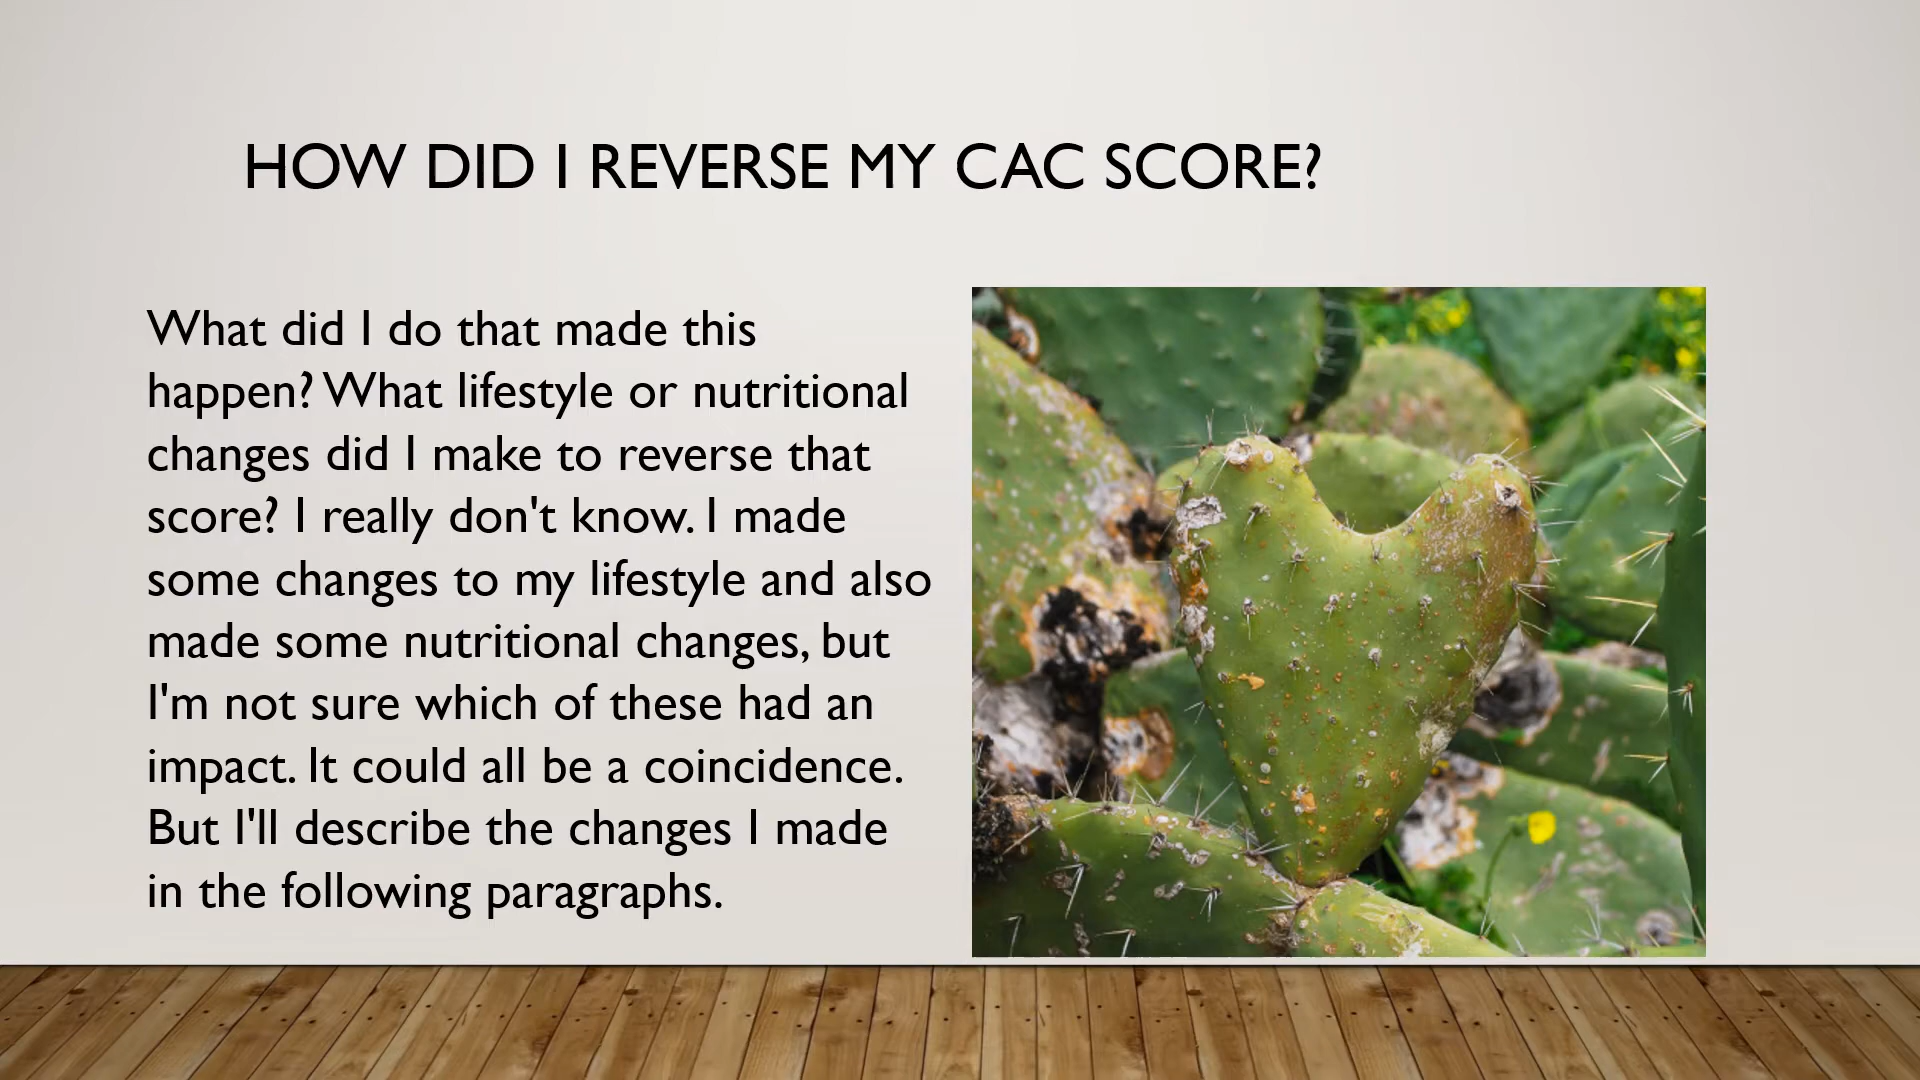 HOW DID I REVERSE MY CAC SCORE?
What did I do that made this
happen? What lifestyle or nutritional
changes did I make to reverse that
score? I really don't know. I made
some changes to my lifestyle and also
made some nutritional changes, but
I'm not sure which of these had an
impact. It could all be a coincidence.
But I'll describe the changes I made
in the following paragraphs.